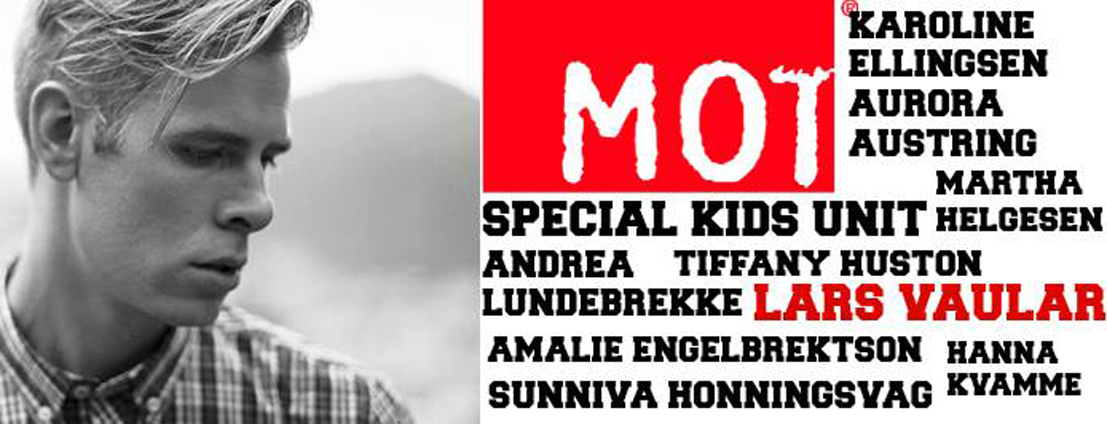 MOT®
KAROLINE
ELLINGSEN
AURORA
AUSTRING
MARTHA
HELGESEN
SPECIAL KIDS UNIT
ANDREA
LUNDEBREKKE
TIFFANY HUSTON
LARS VAULAR
AMALIE ENGELBREKTSON
HANNA
KVAMME
SUNNIVA HONNINGSVAG